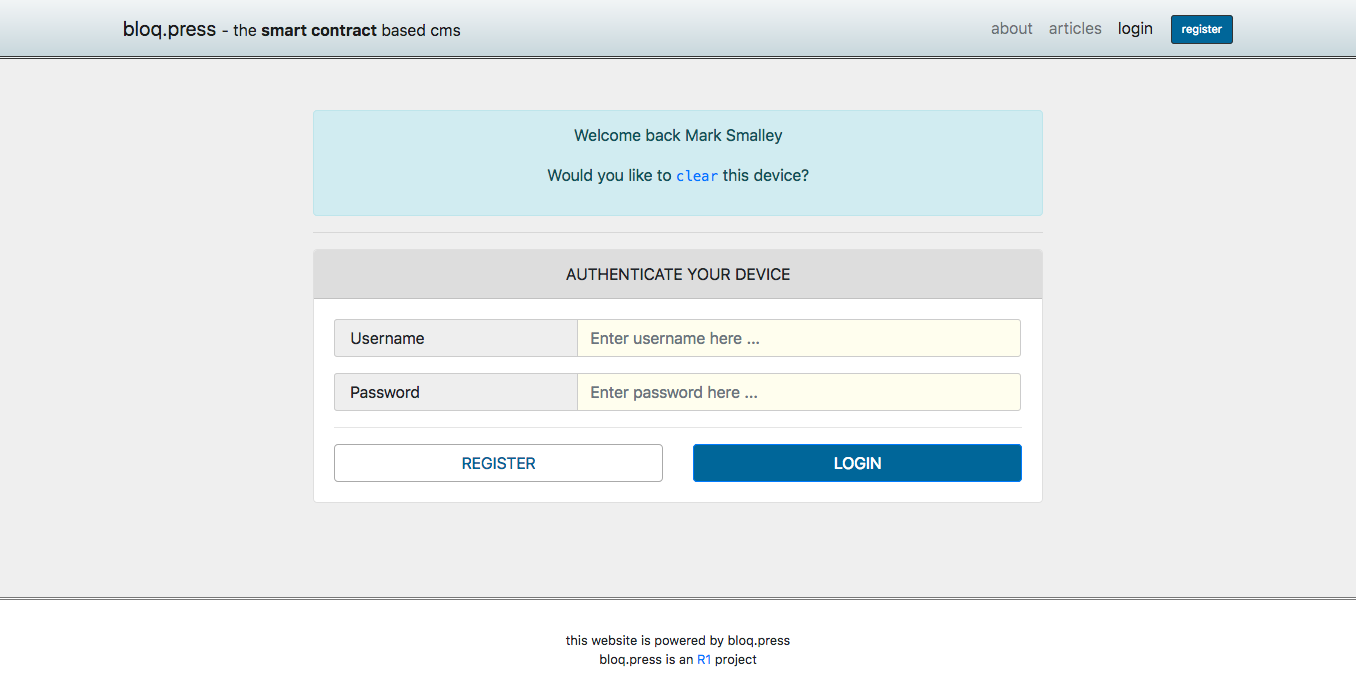 bloq.press - the smart contract based cms
about articles login register
Welcome back Mark Smalley
Would you like to clear this device?
AUTHENTICATE YOUR DEVICE
Username Enter username here ...
Password Enter password here ...
REGISTER LOGIN
this website is powered by bloq.press
bloq.press is an R1 project